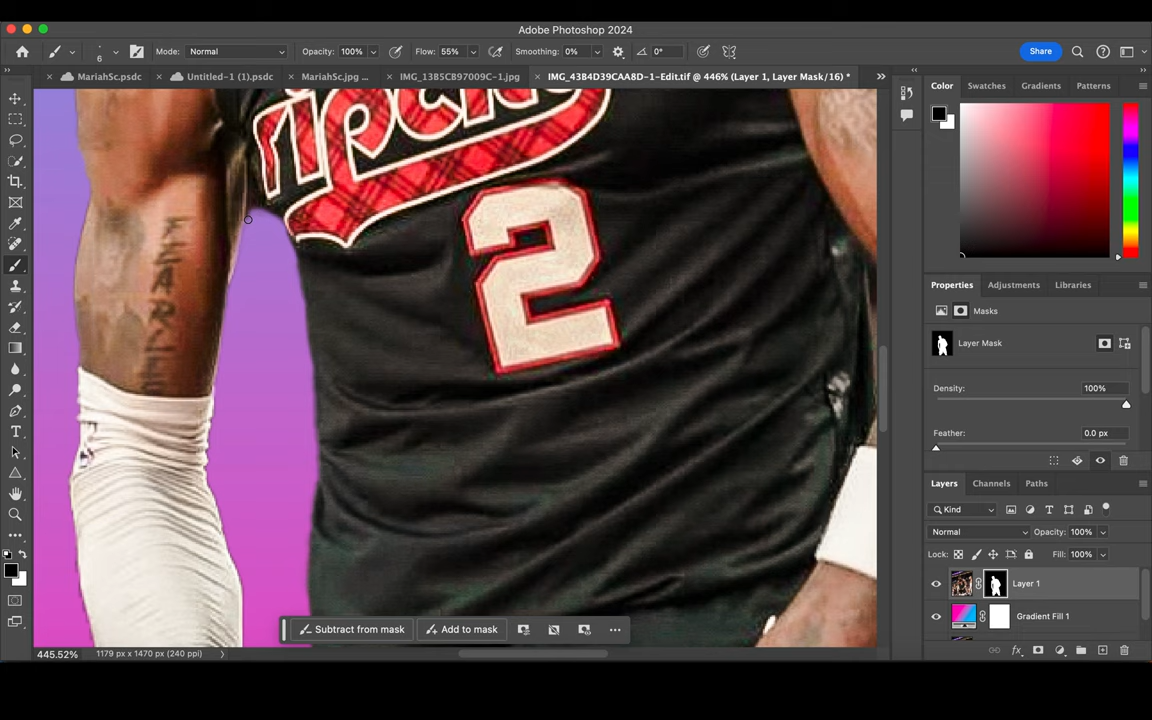 Adobe Photoshop 2024
6
Mode: Normal
Opacity: 100%
Flow: 55%
Smoothing: 0%
0°
Share
MariahSc.psdc
Untitled-1 (1).psdc
MariahSc.jpg ...
IMG_13B5CB97009C-1.jpg
IMG_43B4D39CAA8D-1-Edit.tif @ 446% (Layer 1, Layer Mask/16) *
Color
Swatches
Gradients
Patterns
2
Properties
Adjustments
Libraries
Masks
Layer Mask
Density:
100%
Feather:
0.0 px
Layers
Channels
Paths
Kind
Normal
Opacity: 100%
Lock:
Fill: 100%
Layer 1
Gradient Fill 1
Subtract from mask
Add to mask
445.52%
1179 px x 1470 px (240 ppi)